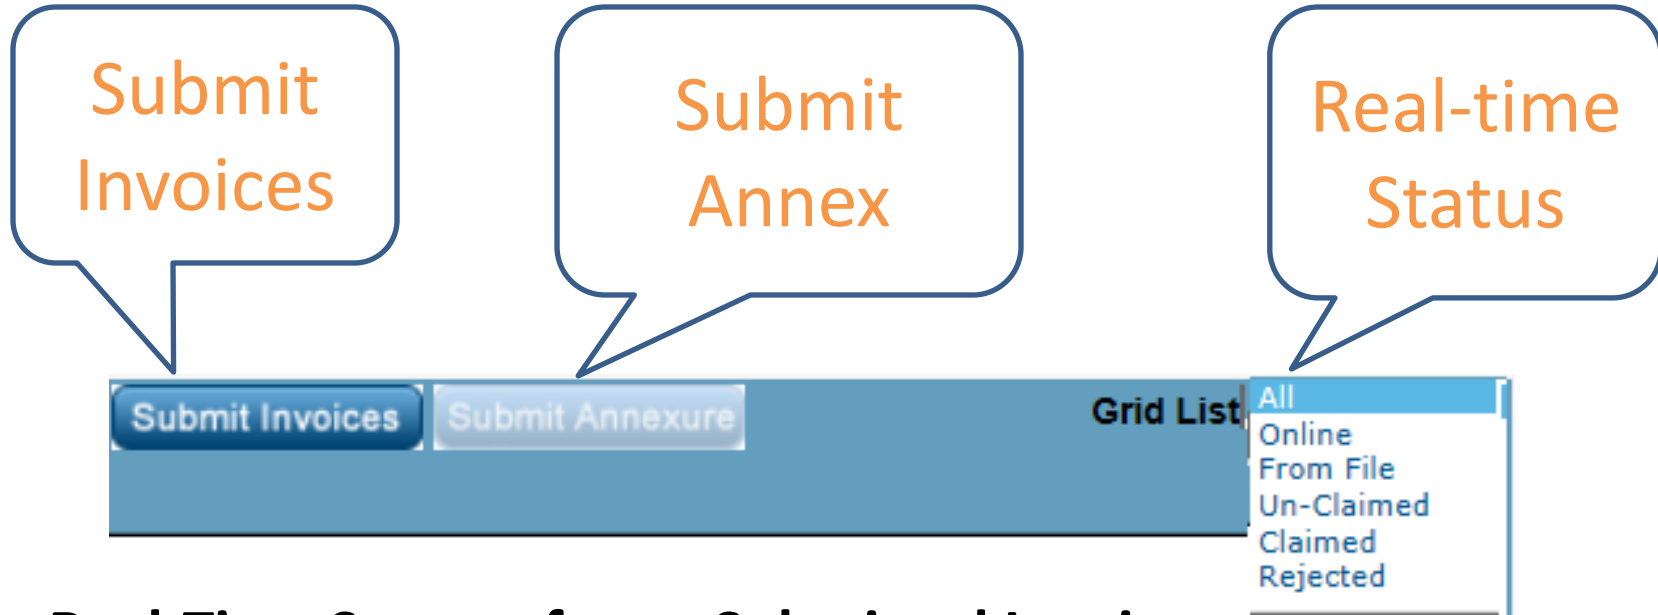 Submit
Invoices
Submit
Annex
Real-time
Status
Submit Invoices
Submit Annexure
Grid List
All
Online
From File
Un-Claimed
Claimed
Rejected